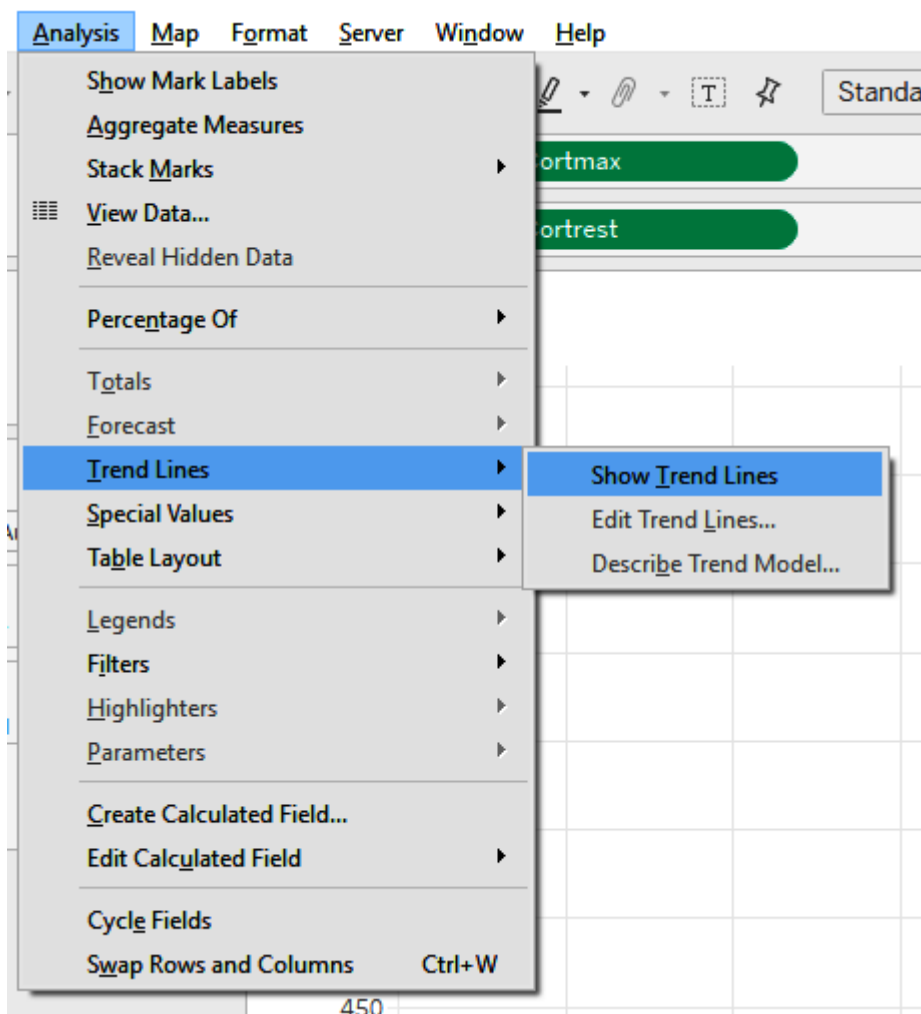 Analysis Map Format Server Window Help
Show Mark Labels
Aggregate Measures
Stack Marks
View Data...
Reveal Hidden Data
Percentage Of
Totals
Forecast
Trend Lines
Special Values
Table Layout
Legends
Filters
Highlighters
Parameters
Create Calculated Field...
Edit Calculated Field
Cycle Fields
Swap Rows and Columns Ctrl+W
Show Trend Lines
Edit Trend Lines...
Describe Trend Model...
T
Standa
ortmax
ortrest
450